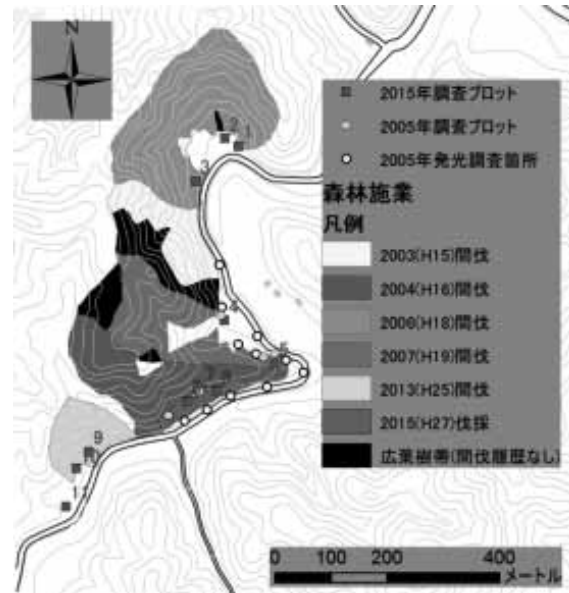 N
2015年調査プロット
2005年調査プロット
2005年発光調査箇所
森林施業
凡例
2003(H15)間伐
2004(H16)間伐
2006(H18)間伐
2007(H19)間伐
2013(H25)間伐
2015(H27)伐採
広葉樹帯(間伐履歴なし)
2
1
3
4
5
9
11
0 100 200 400
メートル